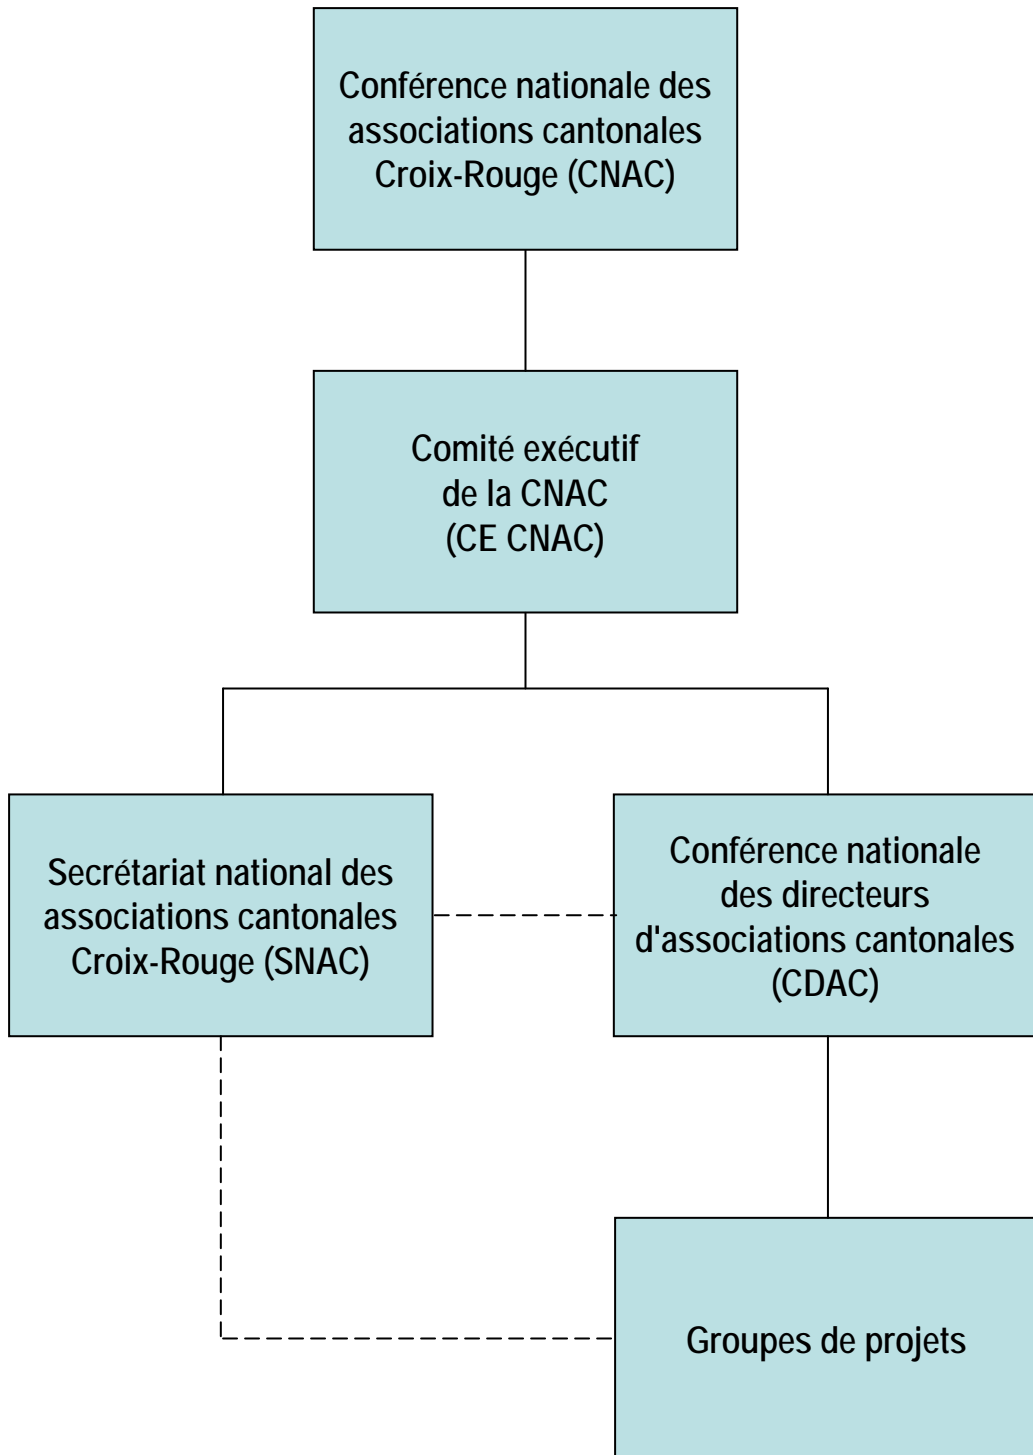 Conférence nationale des
associations cantonales
Croix-Rouge (CNAC)
Comité exécutif
de la CNAC
(CE CNAC)
Secrétariat national des
associations cantonales
Croix-Rouge (SNAC)
Conférence nationale
des directeurs
d'associations cantonales
(CDAC)
Groupes de projets